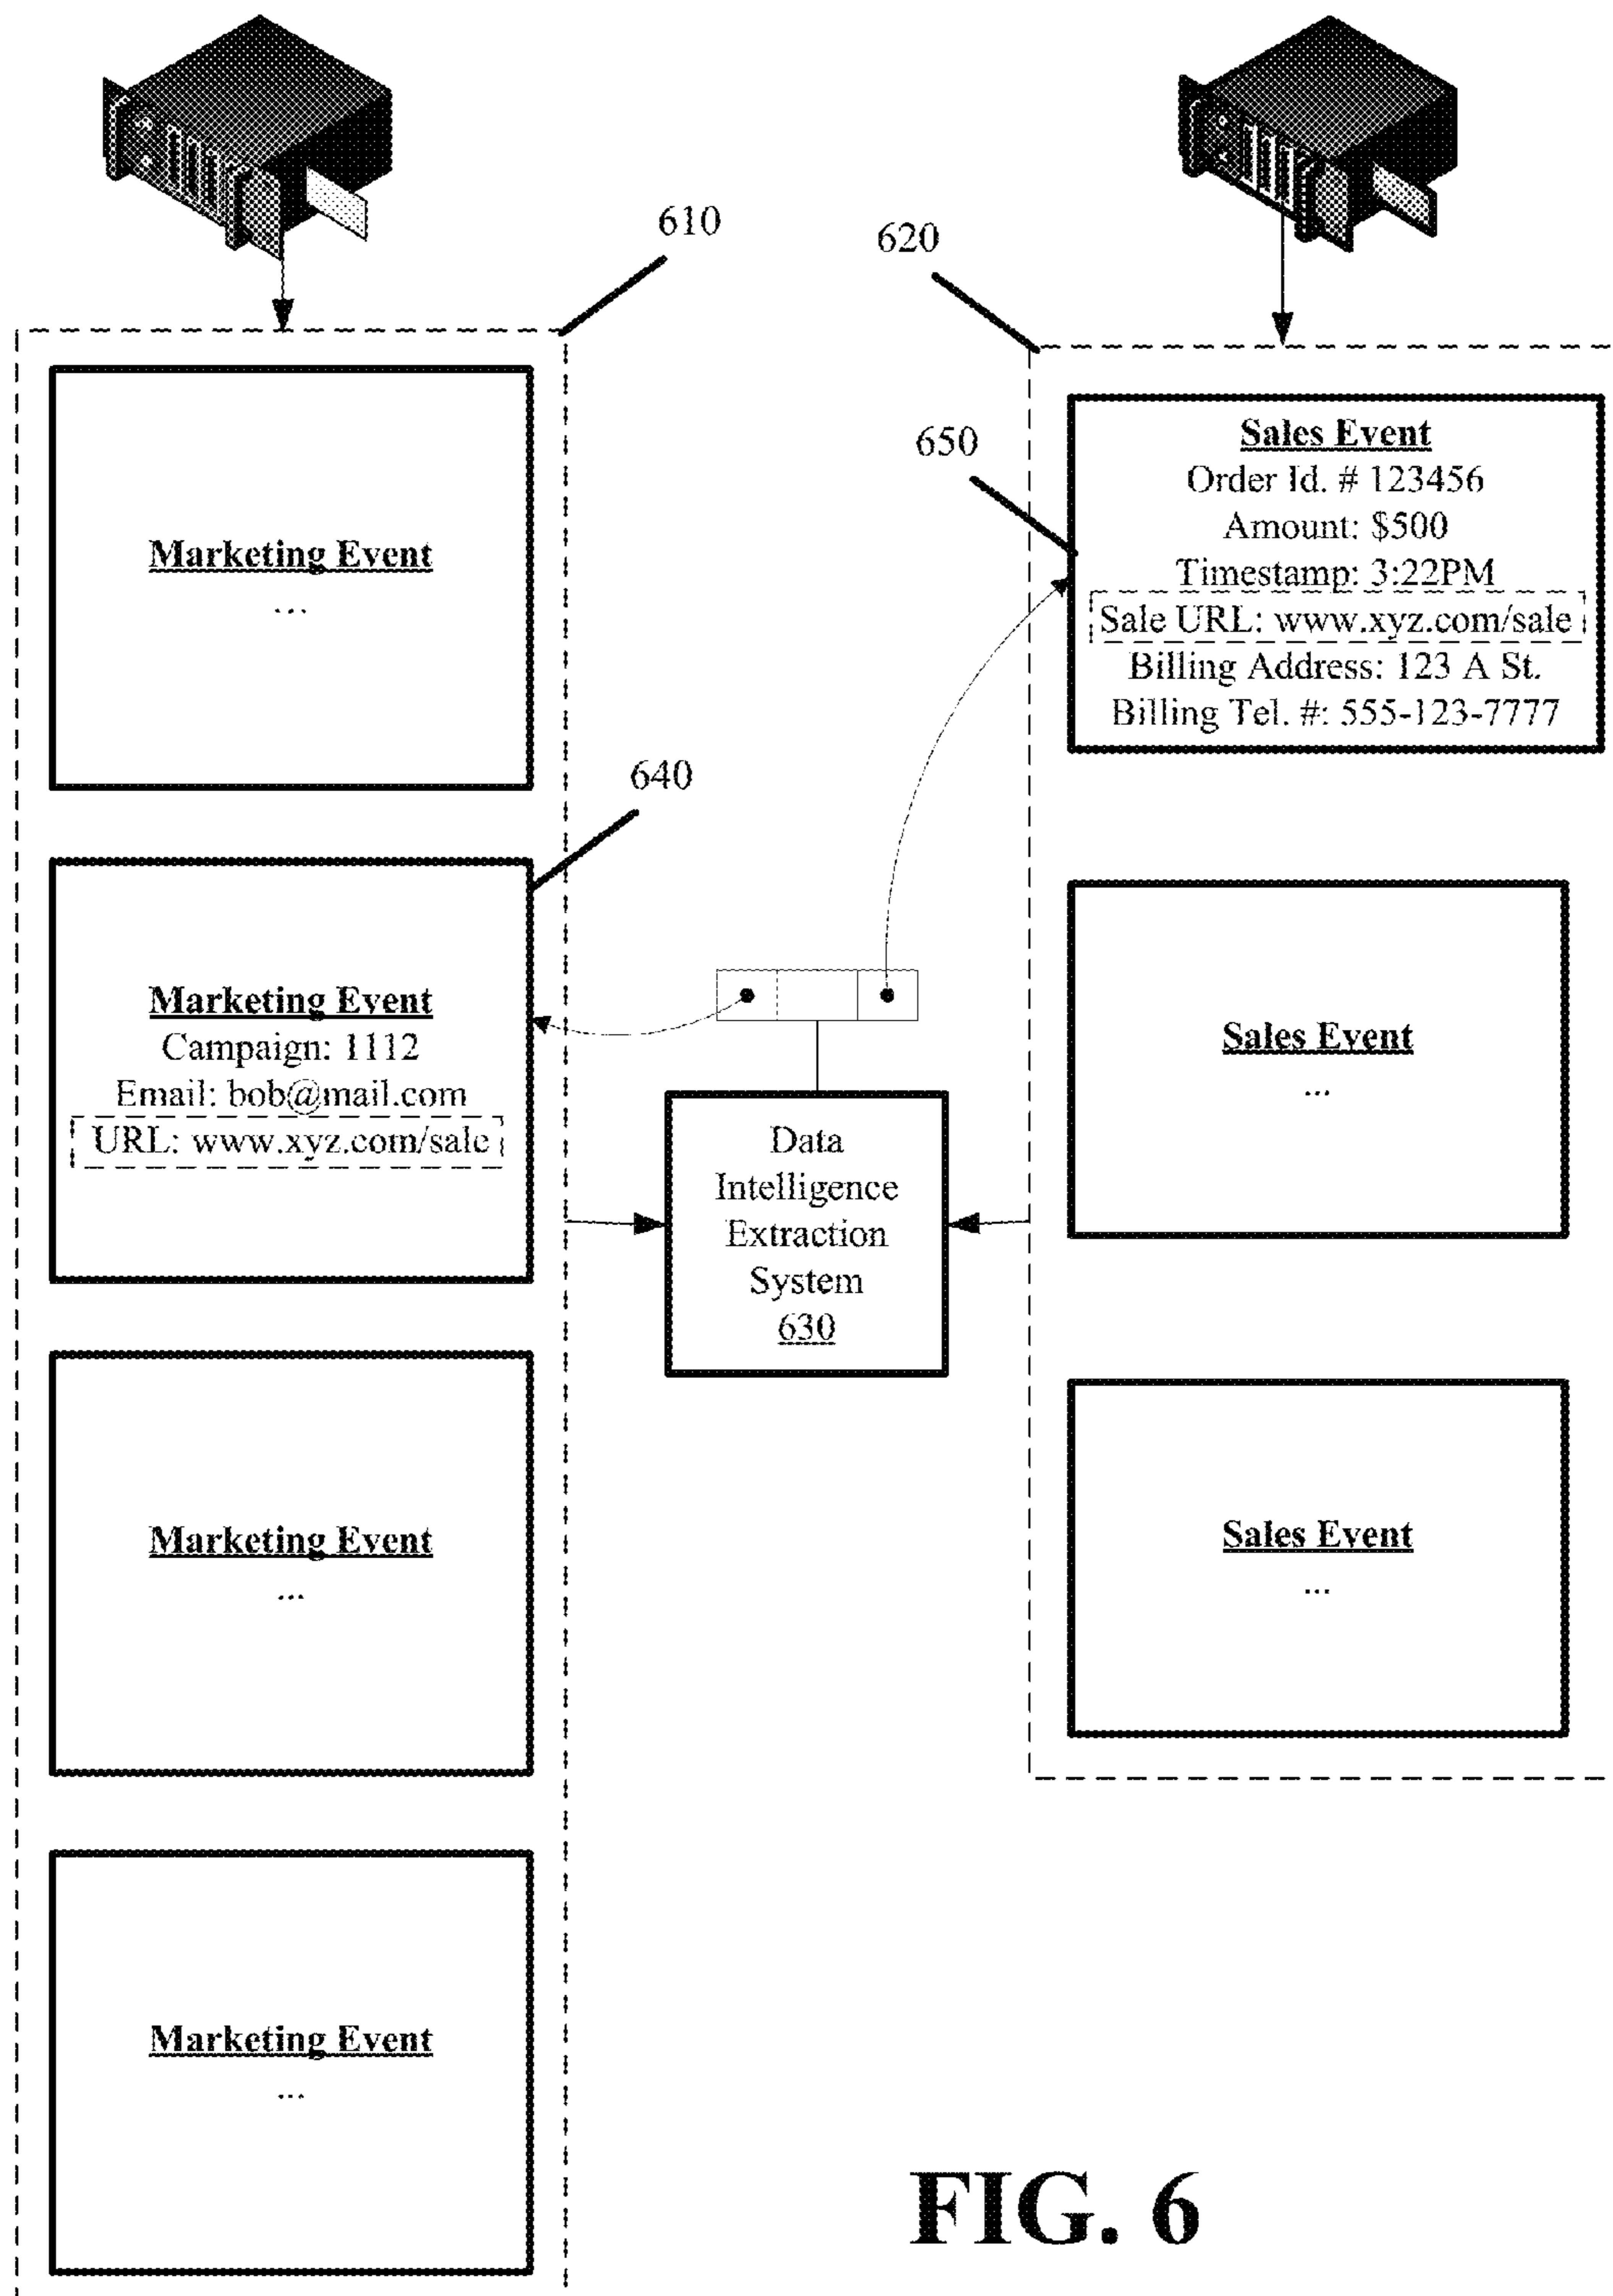 610
620
Marketing Event
...
650
Sales Event
Order Id. # 123456
Amount: $500
Timestamp: 3:22PM
Sale URL: www.xyz.com/sale
Billing Address: 123 A St.
Billing Tel. #: 555-123-7777
640
Marketing Event
Campaign: 1112
Email: bob@mail.com
URL: www.xyz.com/sale
Data
Intelligence
Extraction
System
630
Sales Event
...
Marketing Event
...
Sales Event
...
Marketing Event
...
FIG. 6